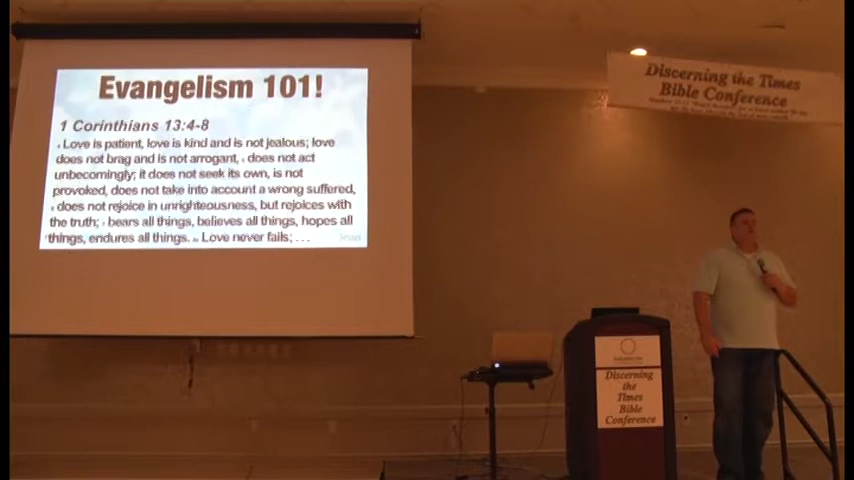 Evangelism 101!
1 Corinthians 13:4-8
Love is patient, love is kind and is not jealous; love
does not brag and is not arrogant, does not act
unbecomingly; it does not seek its own, is not
provoked, does not take into account a wrong suffered,
does not rejoice in unrighteousness, but rejoices with
the truth; bears all things, believes all things, hopes all
things, endures all things. Love never fails; ...
Jesus
Discerning the Times
Bible Conference
Discerning
the
Times
Bible
Conference